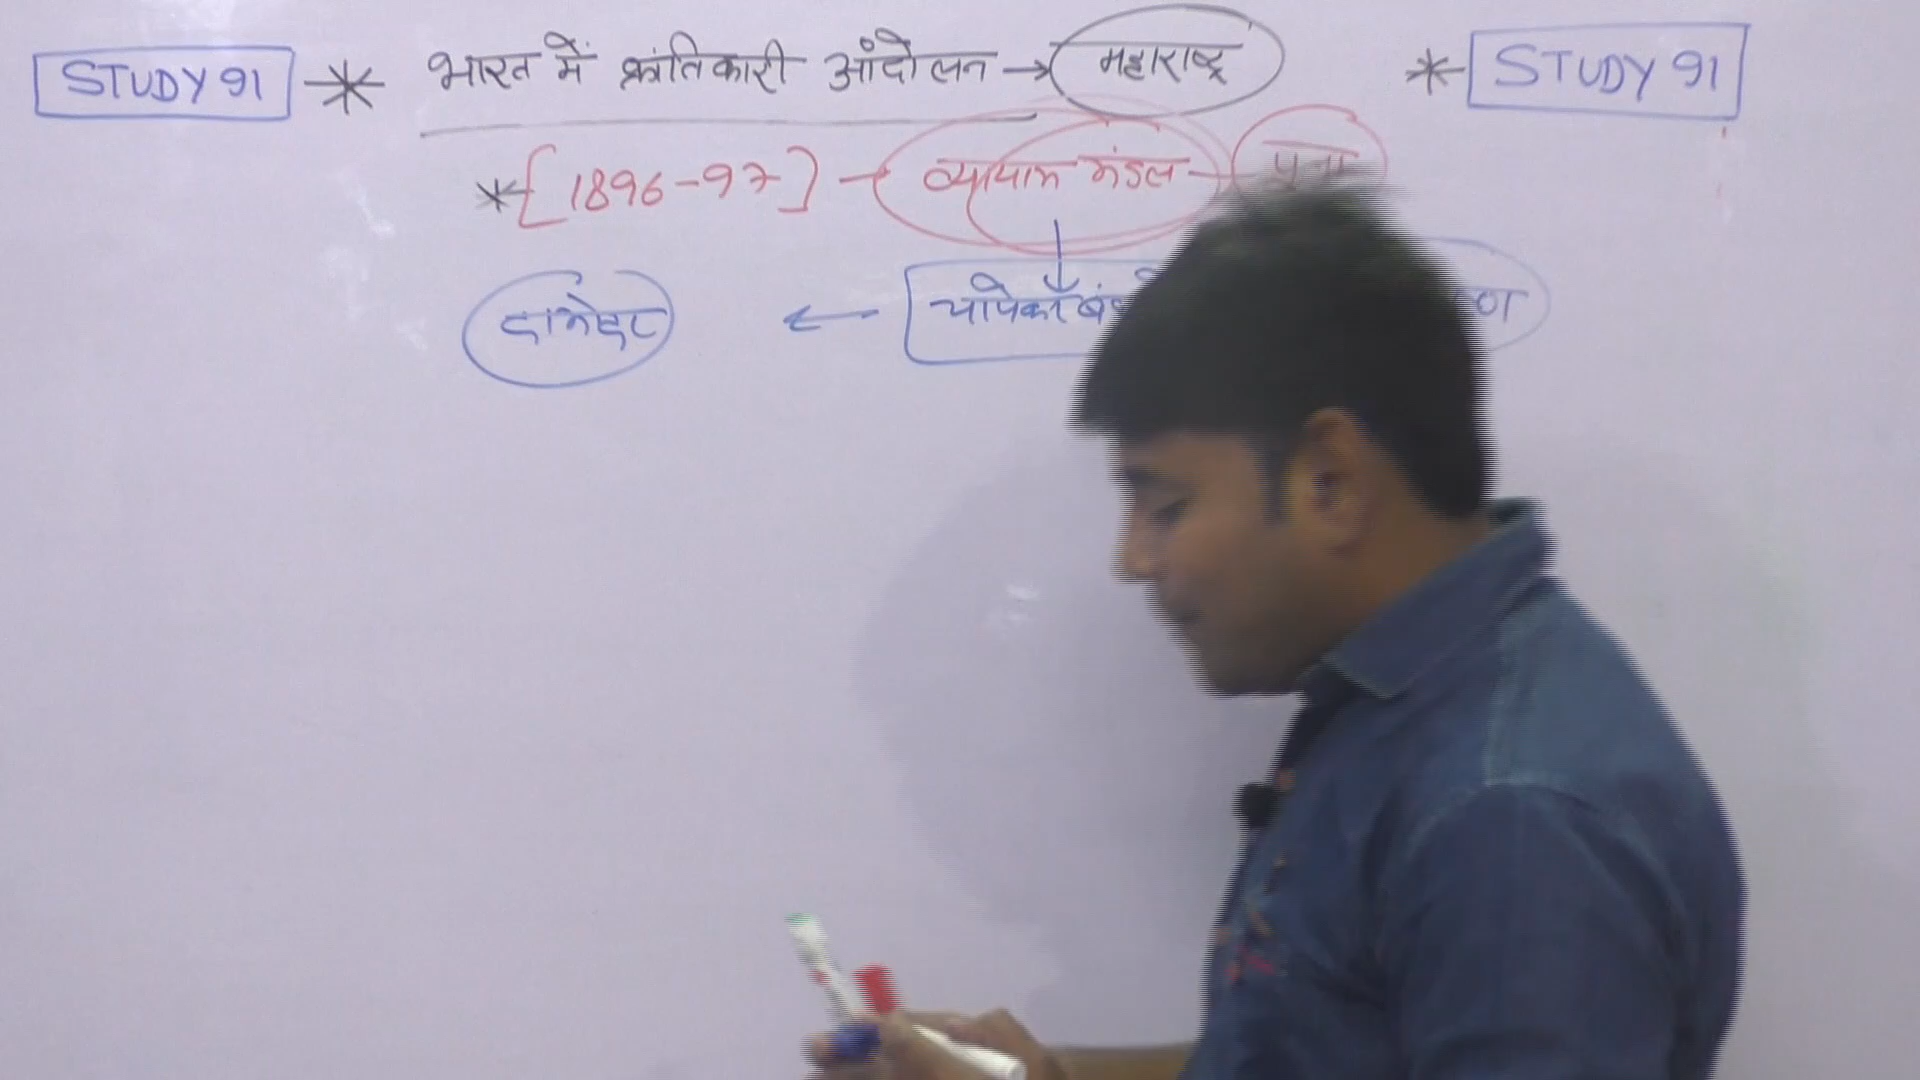 STUDY 91 * भारत में क्रांतिकारी आंदोलन → महाराष्ट्र * STUDY 91
* [1896-97] - व्यायाम मंडल - पूना
दामोदर ← चापेकर